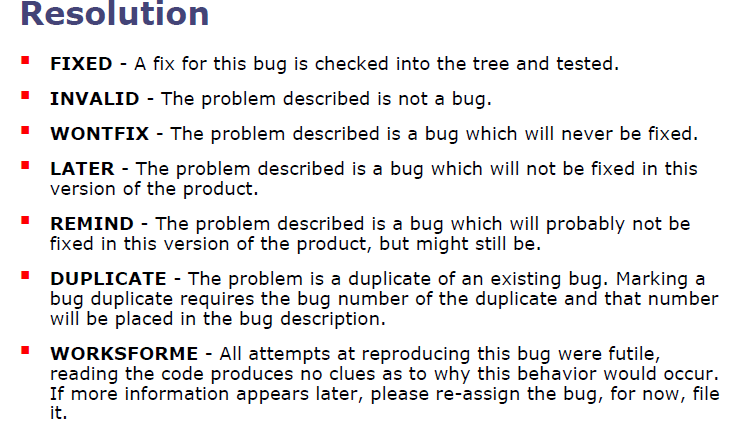 Resolution
FIXED - A fix for this bug is checked into the tree and tested.
INVALID - The problem described is not a bug.
WONTFIX - The problem described is a bug which will never be fixed.
LATER - The problem described is a bug which will not be fixed in this
version of the product.
REMIND - The problem described is a bug which will probably not be
fixed in this version of the product, but might still be.
DUPLICATE - The problem is a duplicate of an existing bug. Marking a
bug duplicate requires the bug number of the duplicate and that number
will be placed in the bug description.
WORKSFORME - All attempts at reproducing this bug were futile,
reading the code produces no clues as to why this behavior would occur.
If more information appears later, please re-assign the bug, for now, file
it.